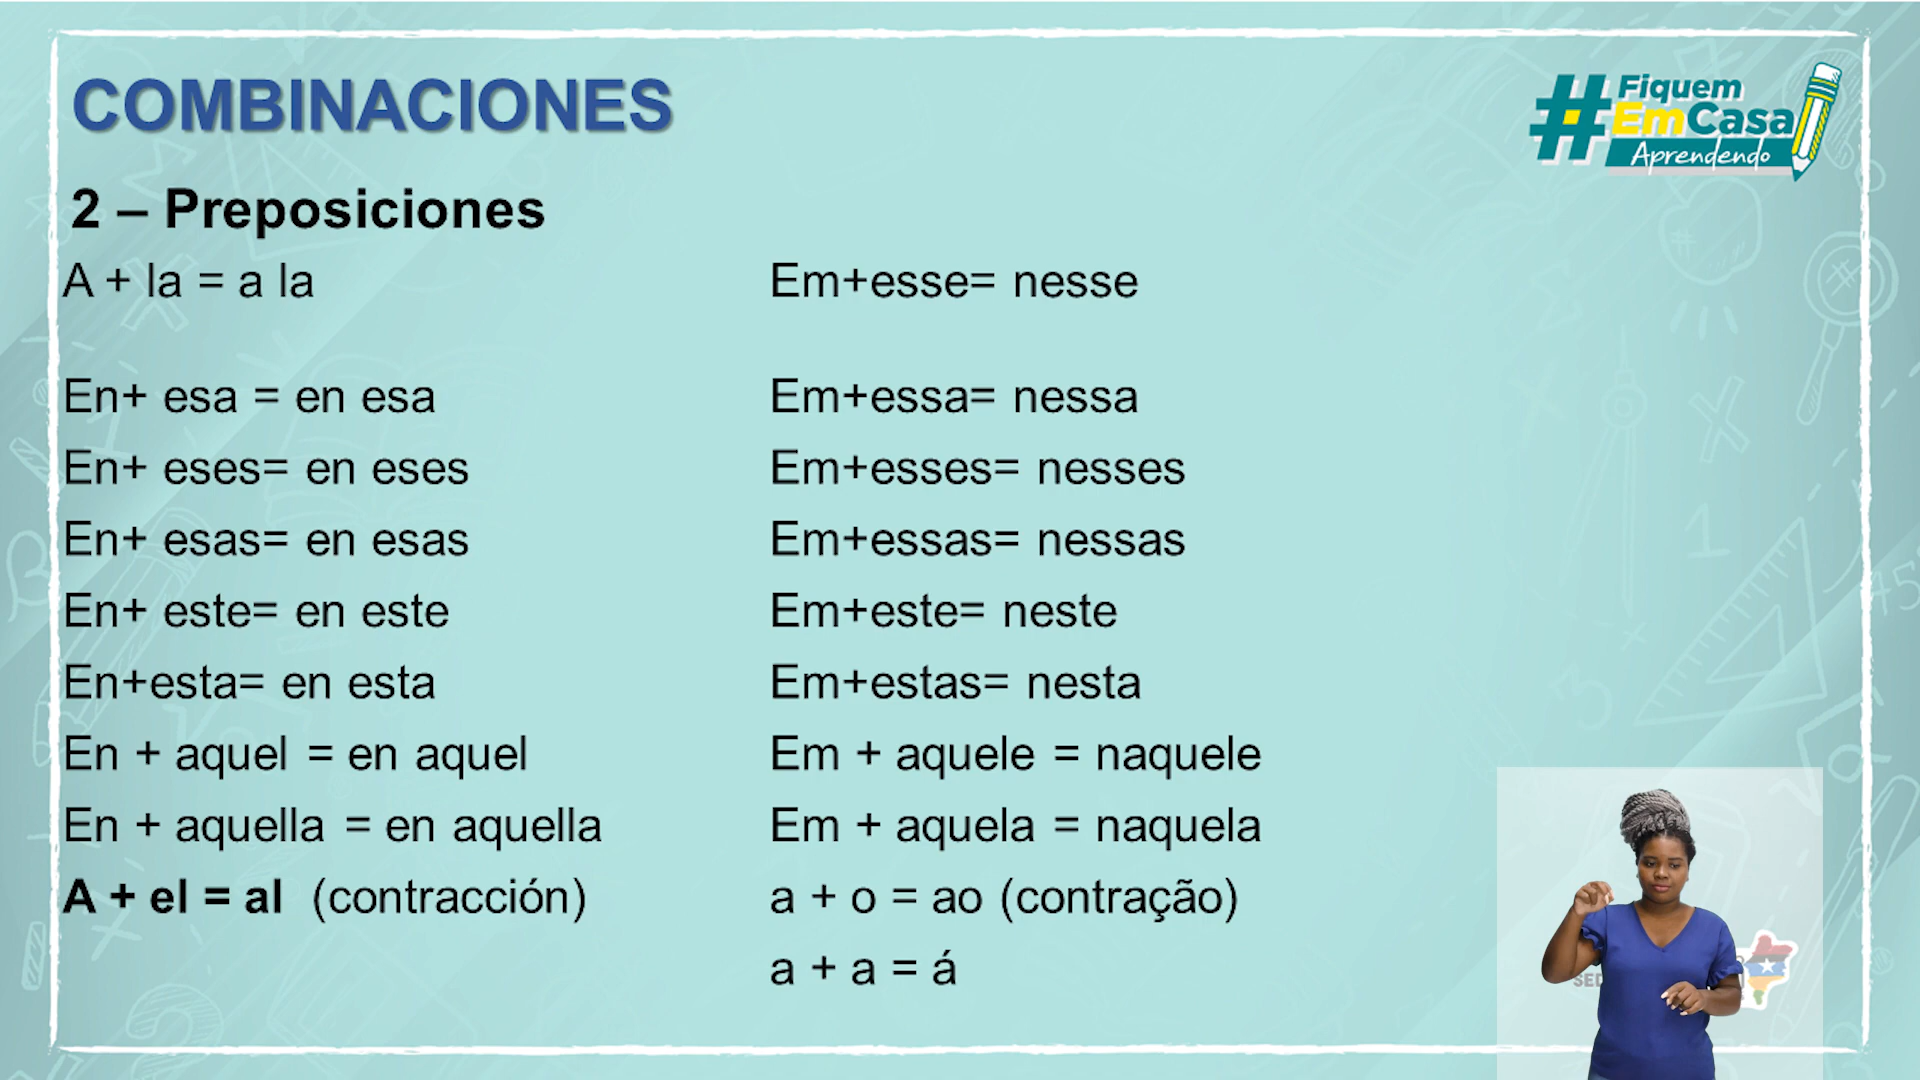 COMBINACIONES
#Fiquem
EmCasa
Aprendendo
2 – Preposiciones
A + la = a la
Em+esse= nesse
En+ esa = en esa
Em+essa= nessa
En+ eses= en eses
Em+esses= nesses
En+ esas= en esas
Em+essas= nessas
En+ este= en este
Em+este= neste
En+esta= en esta
Em+estas= nesta
En + aquel = en aquel
Em + aquele = naquele
En + aquella = en aquella
Em + aquela = naquela
A + el = al (contracción)
a + o = ao (contração)
a + a = á